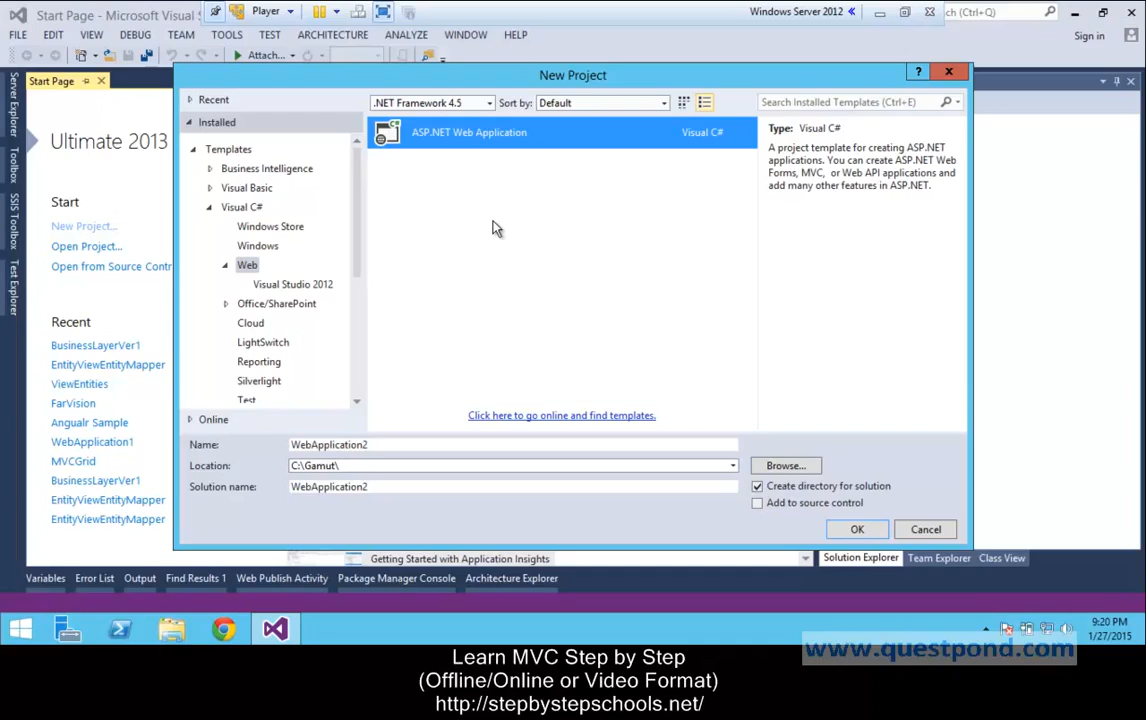 Start Page - Microsoft Visual S
Player
Windows Server 2012
ch (Ctrl+Q)
FILE EDIT VIEW DEBUG TEAM TOOLS TEST ARCHITECTURE ANALYZE WINDOW HELP
Sign in
Attach...
Start Page
Server Explorer
Toolbox
SSIS Toolbox
Test Explorer
Ultimate 2013
Start
New Project...
Open Project...
Open from Source Contr
Recent
BusinessLayerVer1
EntityViewEntityMapper
ViewEntities
FarVision
Angualr Sample
WebApplication1
MVCGrid
BusinessLayerVer1
EntityViewEntityMapper
EntityViewEntityMapper
New Project
?
Recent
.NET Framework 4.5
Sort by:
Default
Search Installed Templates (Ctrl+E)
Installed
Templates
Business Intelligence
Visual Basic
Visual C#
Windows Store
Windows
Web
Visual Studio 2012
Office/SharePoint
Cloud
LightSwitch
Reporting
Silverlight
Test
Online
C#
ASP.NET Web Application
Visual C#
Click here to go online and find templates.
Type: Visual C#
A project template for creating ASP.NET
applications. You can create ASP.NET Web
Forms, MVC, or Web API applications and
add many other features in ASP.NET.
Name:
WebApplication2
Location:
C:\Gamut\
Browse...
Solution name:
WebApplication2
Create directory for solution
Add to source control
OK
Cancel
Getting Started with Application Insights
Solution Explorer Team Explorer Class View
Variables Error List Output Find Results 1 Web Publish Activity Package Manager Console Architecture Explorer
9:20 PM
1/27/2015
www.questpond.com
Learn MVC Step by Step
(Offline/Online or Video Format)
http://stepbystepschools.net/